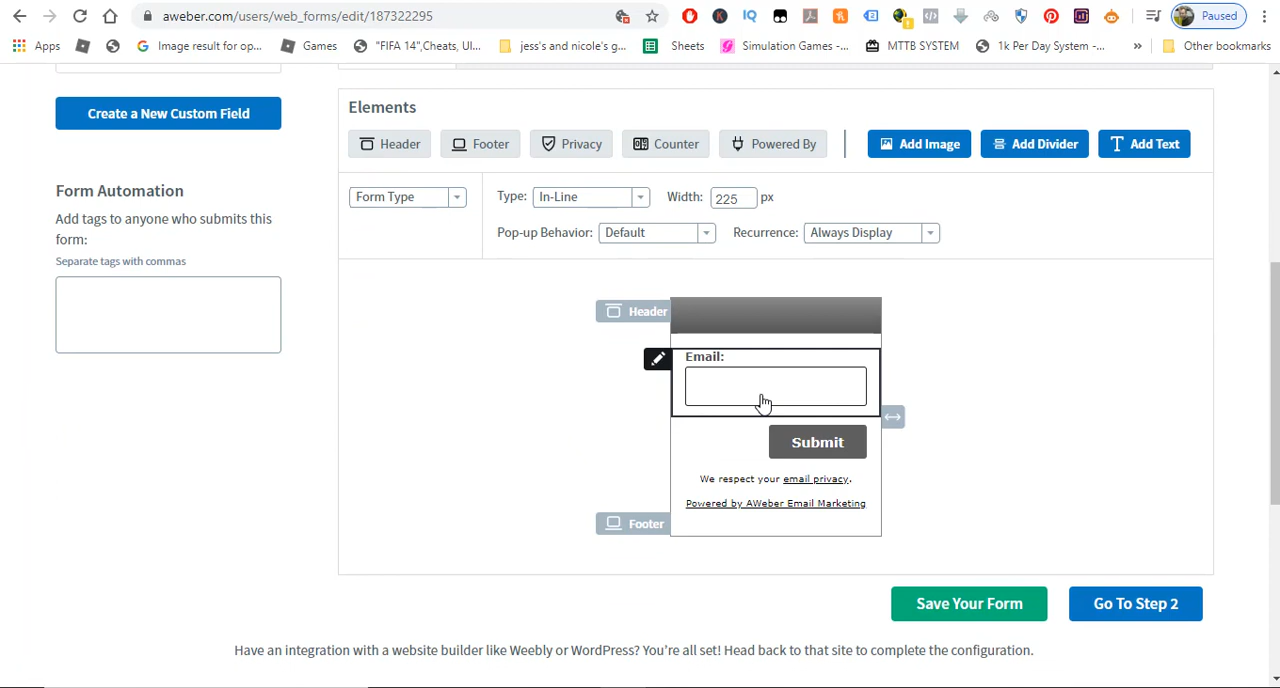 aweber.com/users/web_forms/edit/187322295
Paused
Apps
Image result for op...
Games
"FIFA 14",Cheats, Ul...
jess's and nicole's g...
Sheets
Simulation Games -...
MTTB SYSTEM
1k Per Day System -...
»
Other bookmarks
Create a New Custom Field
Elements
Header
Footer
Privacy
Counter
Powered By
Add Image
Add Divider
Add Text
Form Automation
Add tags to anyone who submits this
form:
Separate tags with commas
Form Type
Type:
In-Line
Width:
225
px
Pop-up Behavior:
Default
Recurrence:
Always Display
Header
Email:
Submit
We respect your email privacy.
Powered by AWeber Email Marketing
Footer
Save Your Form
Go To Step 2
Have an integration with a website builder like Weebly or WordPress? You're all set! Head back to that site to complete the configuration.